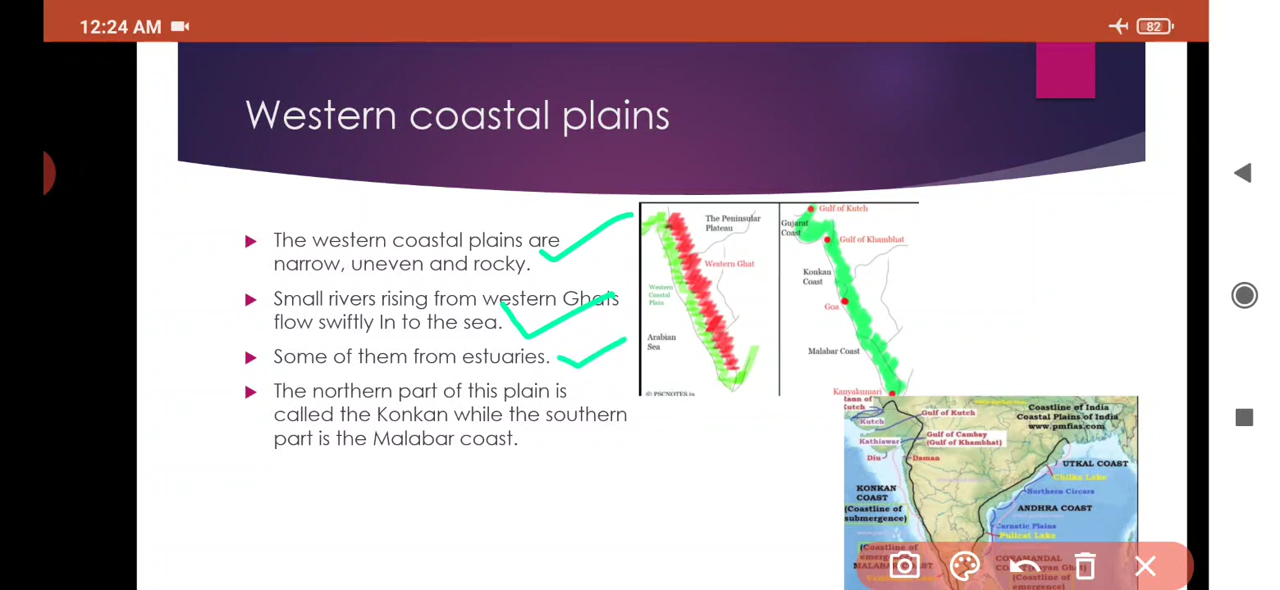 12:24 AM
82
Western coastal plains
The western coastal plains are
narrow, uneven and rocky.
Small rivers rising from western Ghats
flow swiftly In to the sea.
Some of them from estuaries.
The northern part of this plain is
called the Konkan while the southern
part is the Malabar coast.
The Peninsular
Plateau
Western Ghat
Western
Coastal
Plain
Arabian
Sea
© PSCNOTES.in
Gulf of Kutch
Gujarat
Coast
Gulf of Khambhat
Konkan
Coast
Goa
Malabar Coast
Kanyakumari
Kutch
Kutch
Gulf of Kutch
Coastline of India
Coastal Plains of India
www.pmfias.com
Kathiawar
Gulf of Cambay
(Gulf of Khambhat)
Diu
Daman
UTKAL COAST
Chilka Lake
KONKAN
COAST
(Coastline of
submergence)
Northern Circars
ANDHRA COAST
Carnatic Plains
Pulicat Lake
(Coastline of